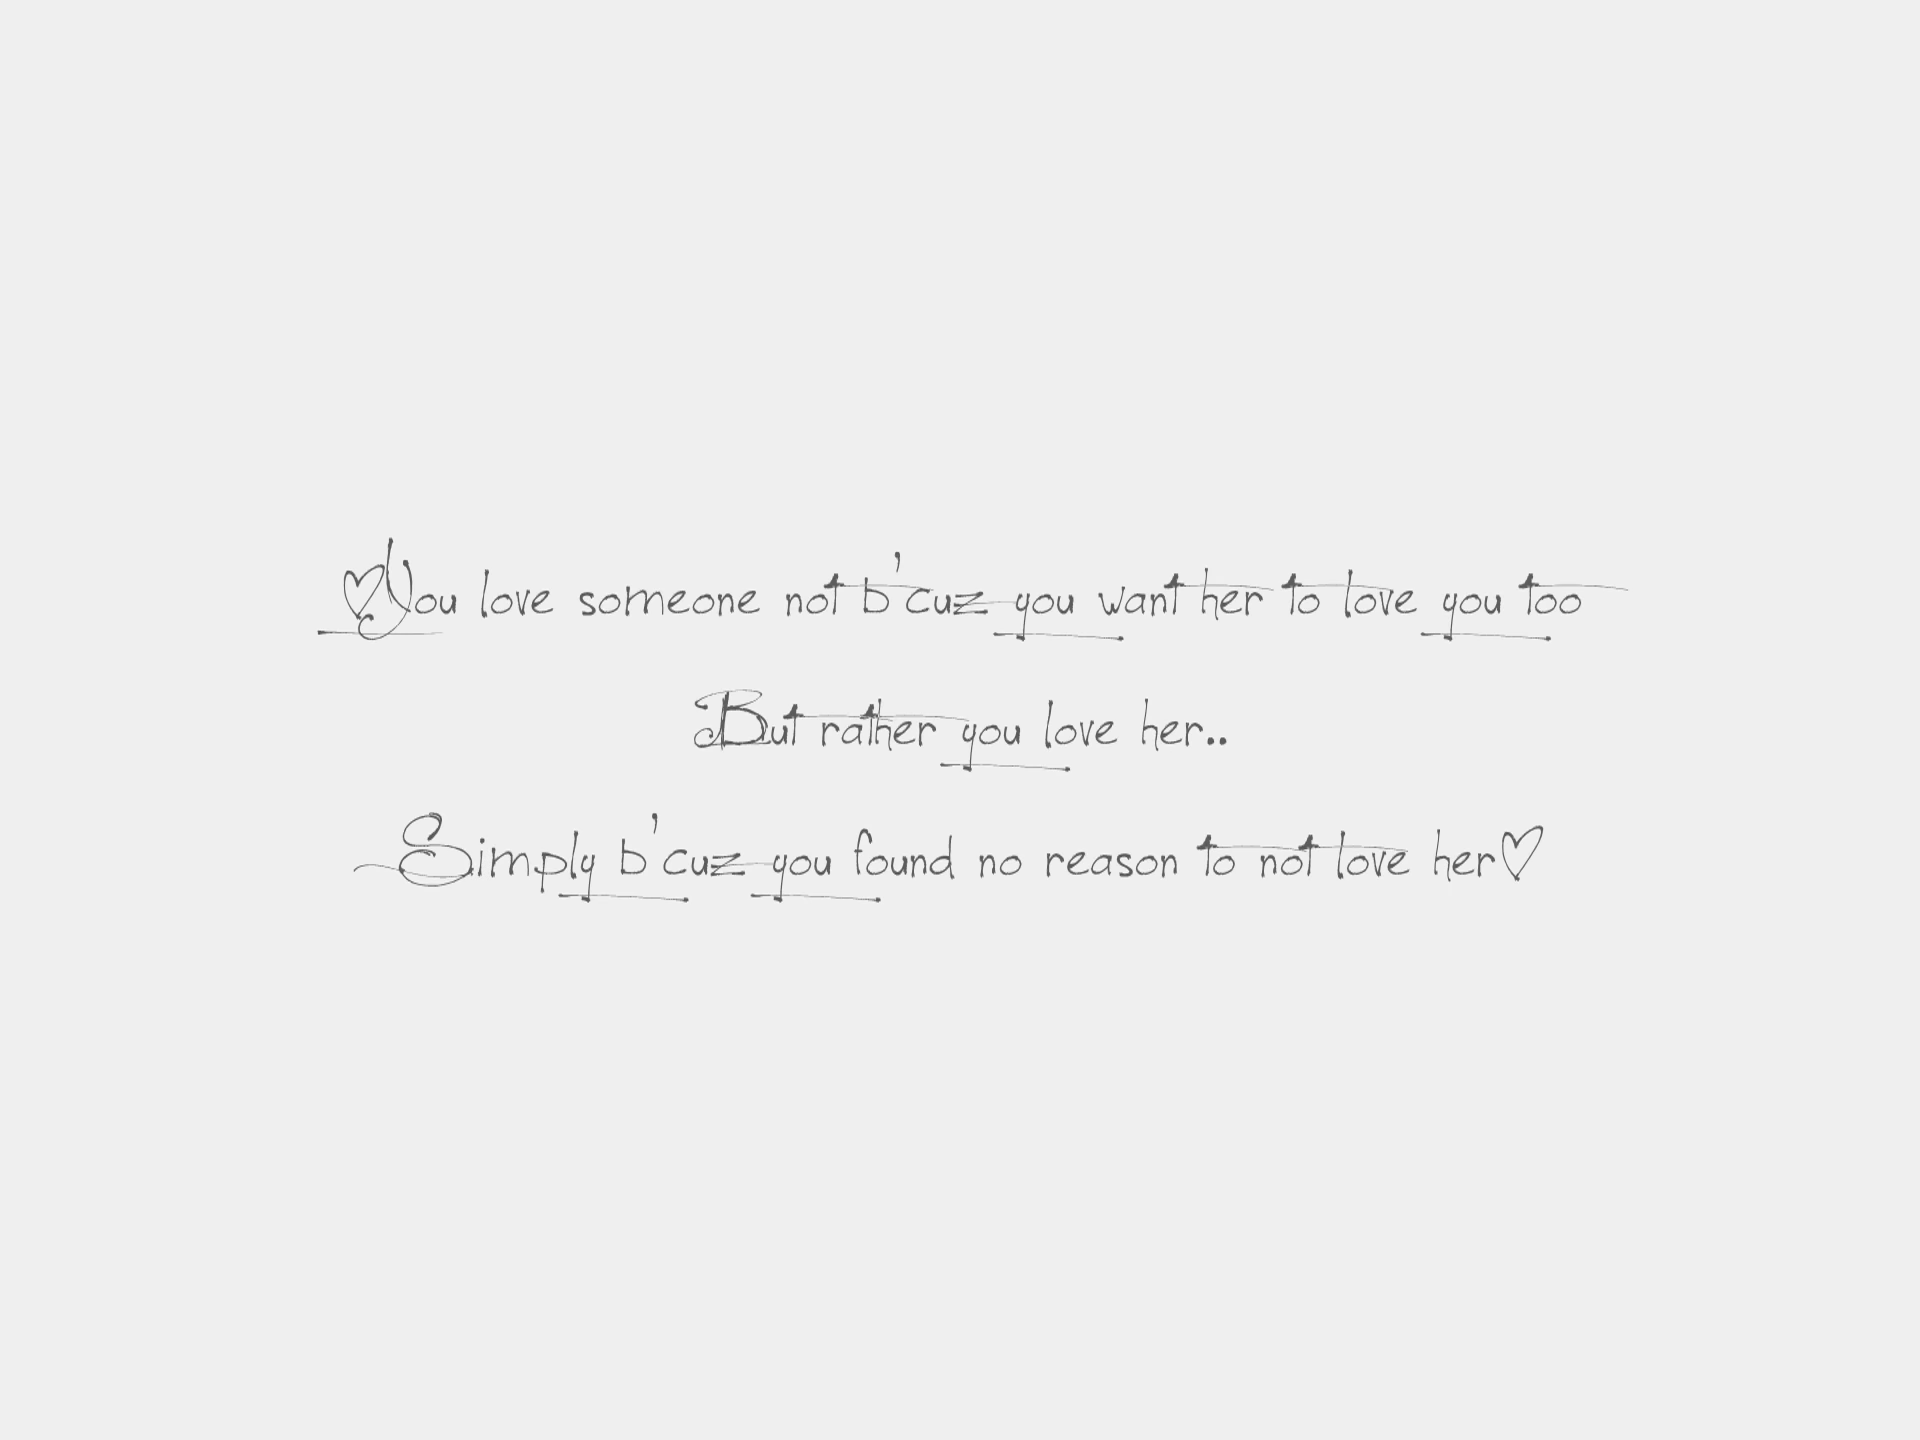 ♡You love someone not b'cuz you want her to love you too
But rather you love her..
Simply b'cuz you found no reason to not love her♡